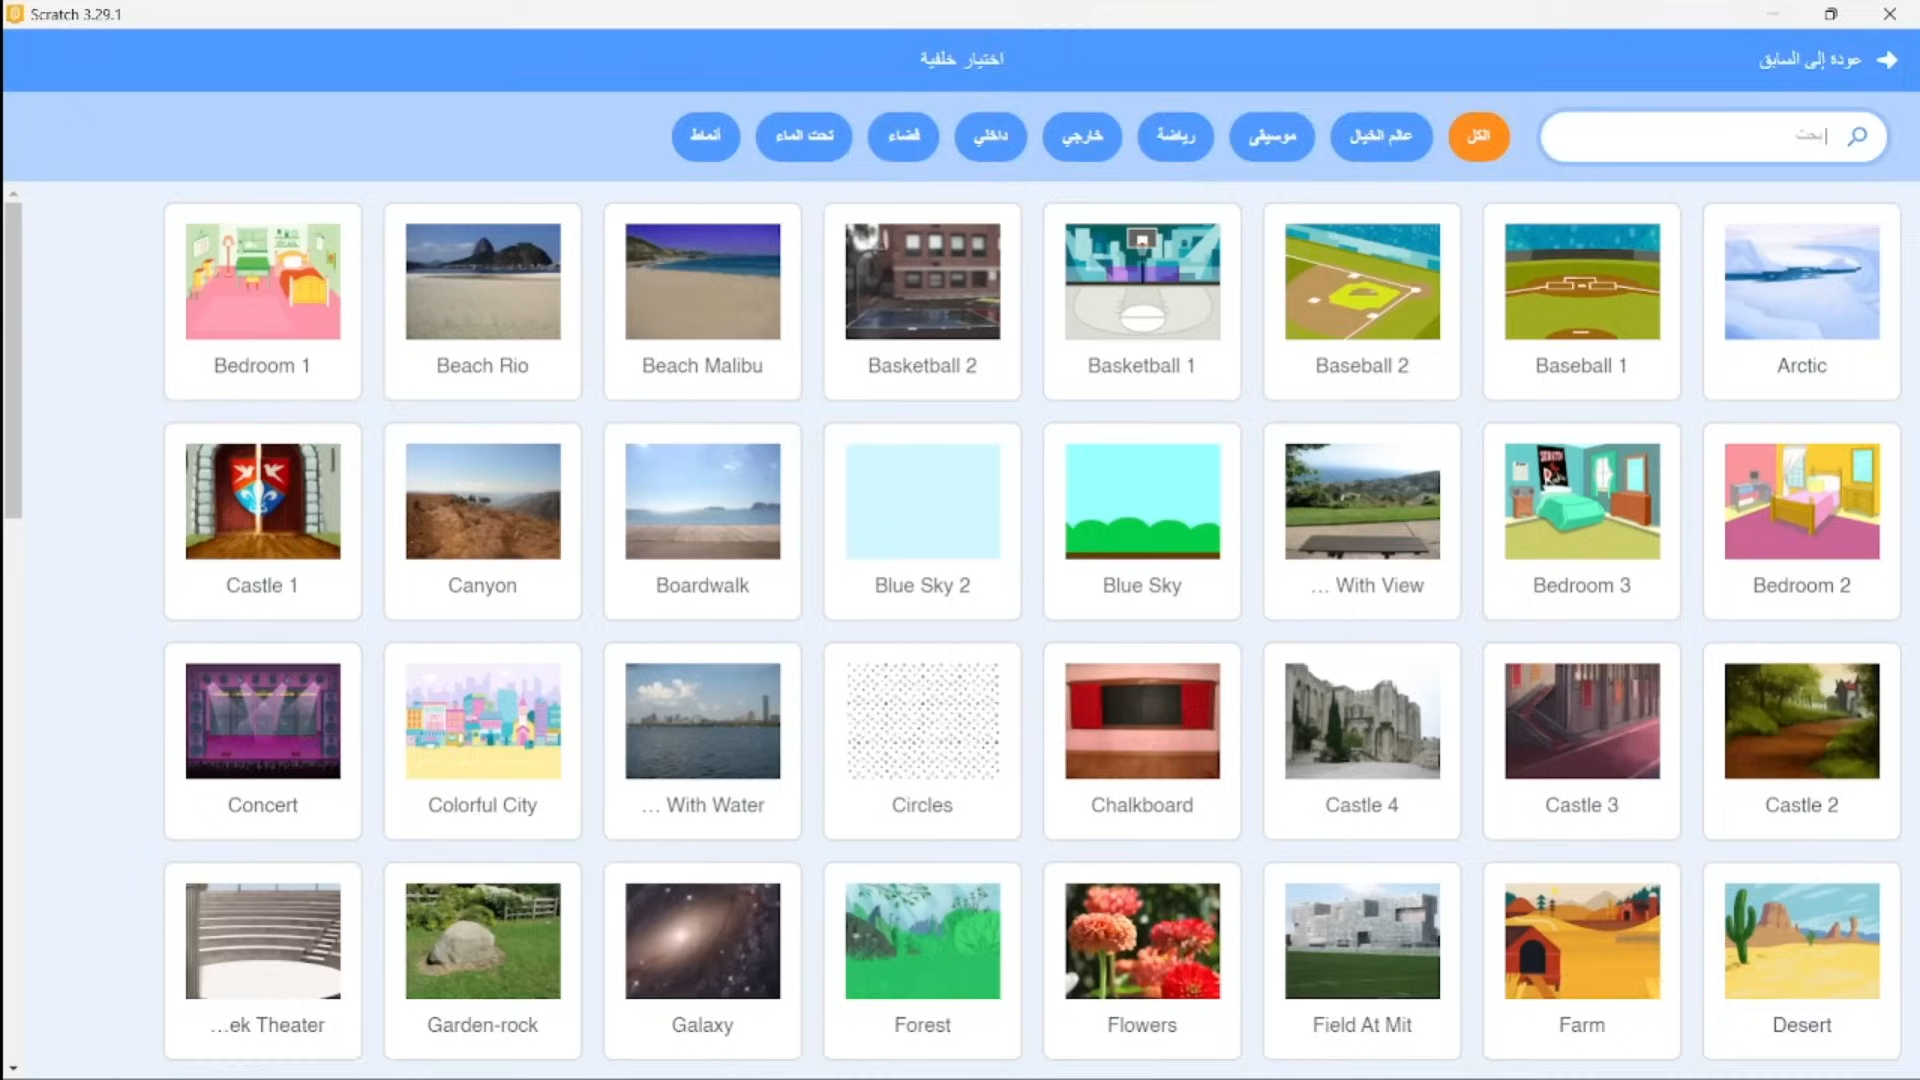 Scratch 3.29.1
عودة إلى السابق
اختيار خلفية
بحث
الكل
عالم الخيال
موسيقى
رياضة
خارجي
داخلي
فضاء
تحت الماء
أنماط
Arctic
Baseball 1
Baseball 2
Basketball 1
Basketball 2
Beach Malibu
Beach Rio
Bedroom 1
Bedroom 2
Bedroom 3
... With View
Blue Sky
Blue Sky 2
Boardwalk
Canyon
Castle 1
Castle 2
Castle 3
Castle 4
Chalkboard
Circles
... With Water
Colorful City
Concert
Desert
Farm
Field At Mit
Flowers
Forest
Galaxy
Garden-rock
...ek Theater